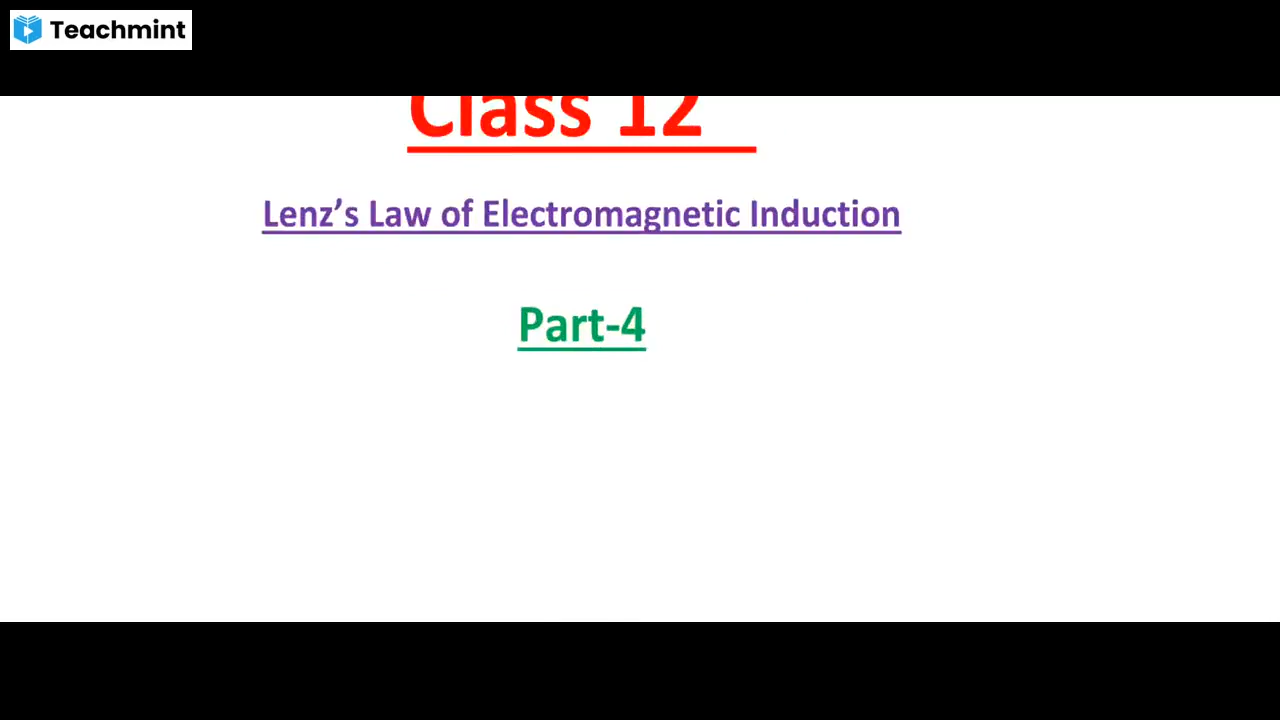 Teachmint
Class 12
Lenz’s Law of Electromagnetic Induction
Part-4